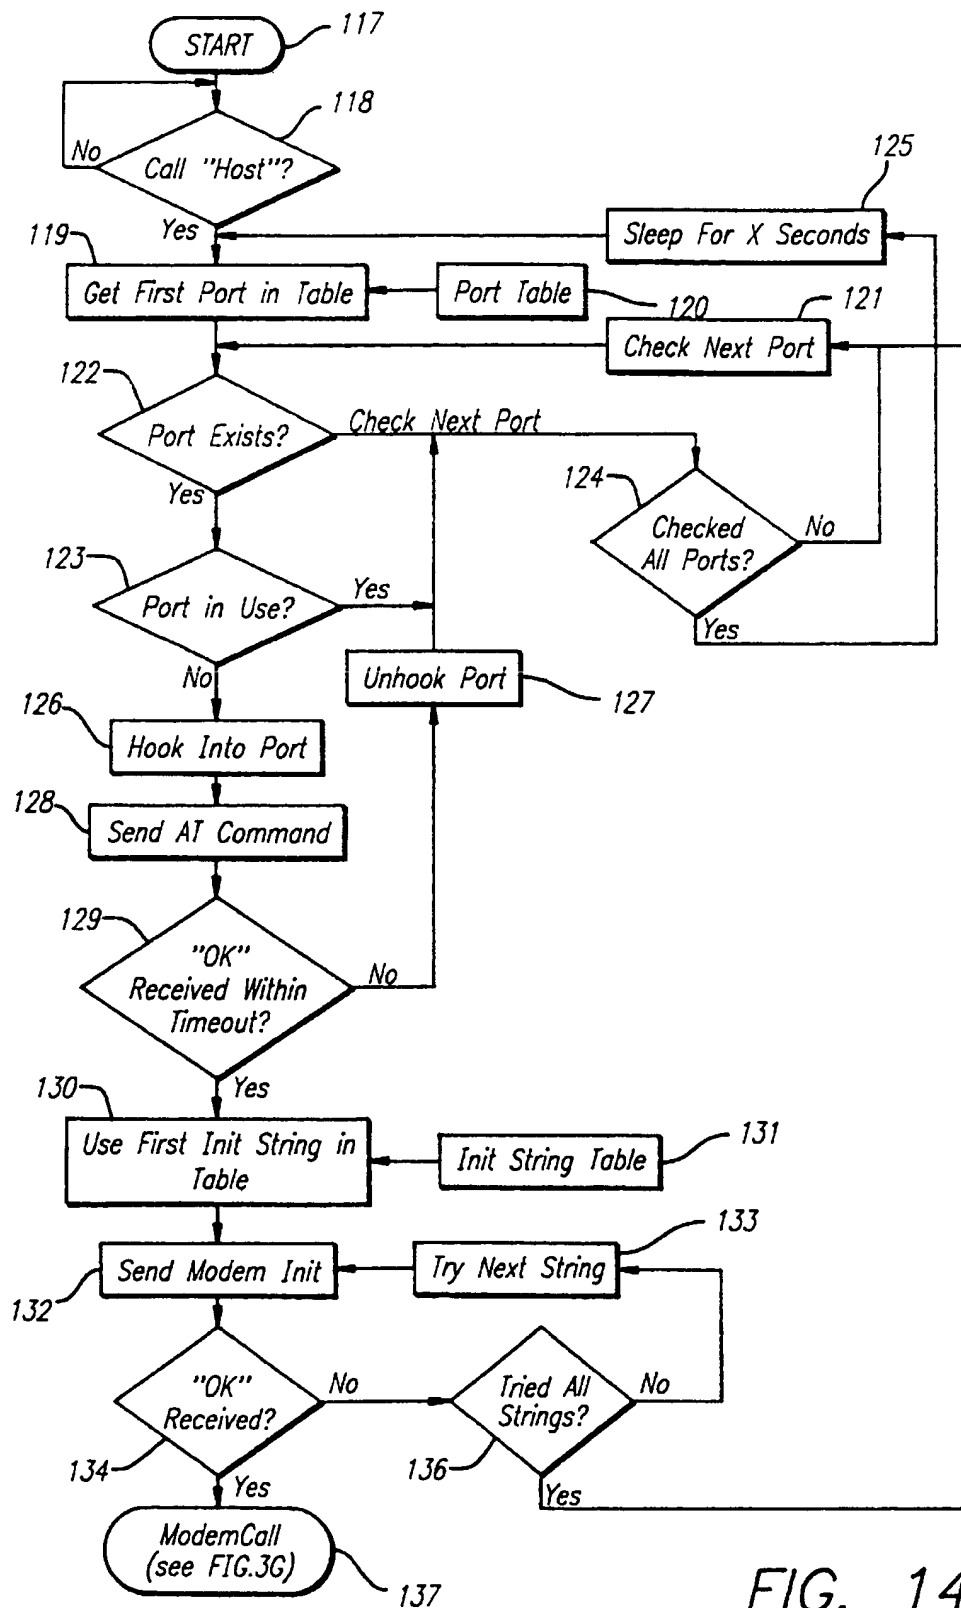 START
117
118
No
Call "Host"?
125
Yes
119
Sleep For X Seconds
Get First Port in Table
Port Table
120
121
Check Next Port
122
Port Exists?
Check Next Port
Yes
124
Checked
All Ports?
No
123
Port in Use?
Yes
Yes
No
Unhook Port
127
126
Hook Into Port
128
Send AT Command
129
"OK"
Received Within
Timeout?
No
Yes
130
Use First Init String in
Table
Init String Table
131
133
Send Modem Init
Try Next String
132
"OK"
Received?
No
Tried All
Strings?
No
134
136
Yes
Yes
ModemCall
(see FIG.3G)
137
FIG. 14